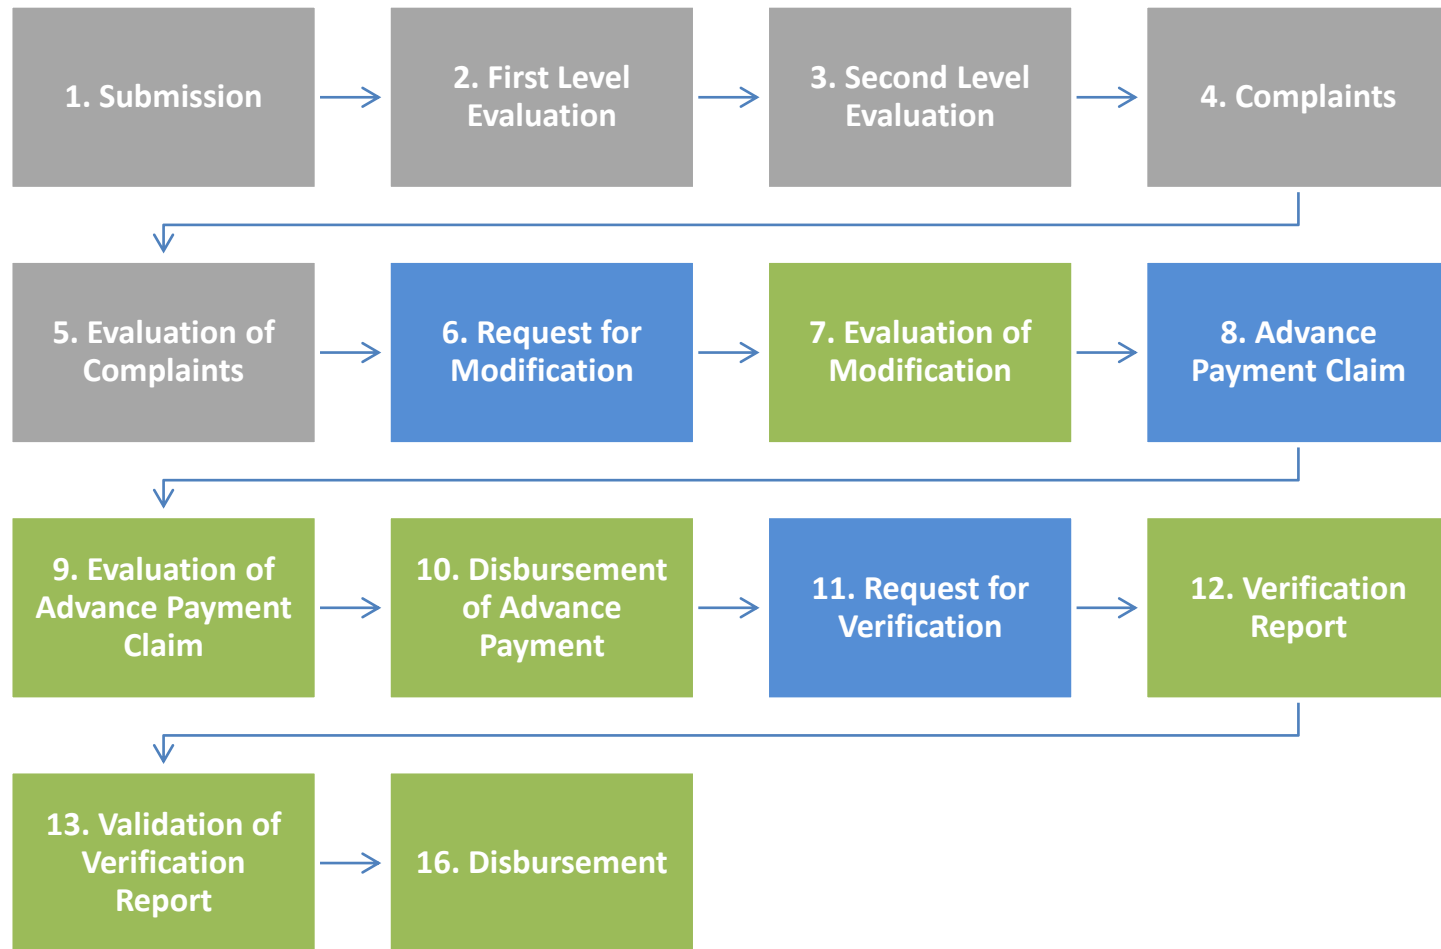 1. Submission
2. First Level
Evaluation
3. Second Level
Evaluation
4. Complaints
5. Evaluation of
Complaints
6. Request for
Modification
7. Evaluation of
Modification
8. Advance
Payment Claim
9. Evaluation of
Advance Payment
Claim
10. Disbursement
of Advance
Payment
11. Request for
Verification
12. Verification
Report
13. Validation of
Verification
Report
16. Disbursement